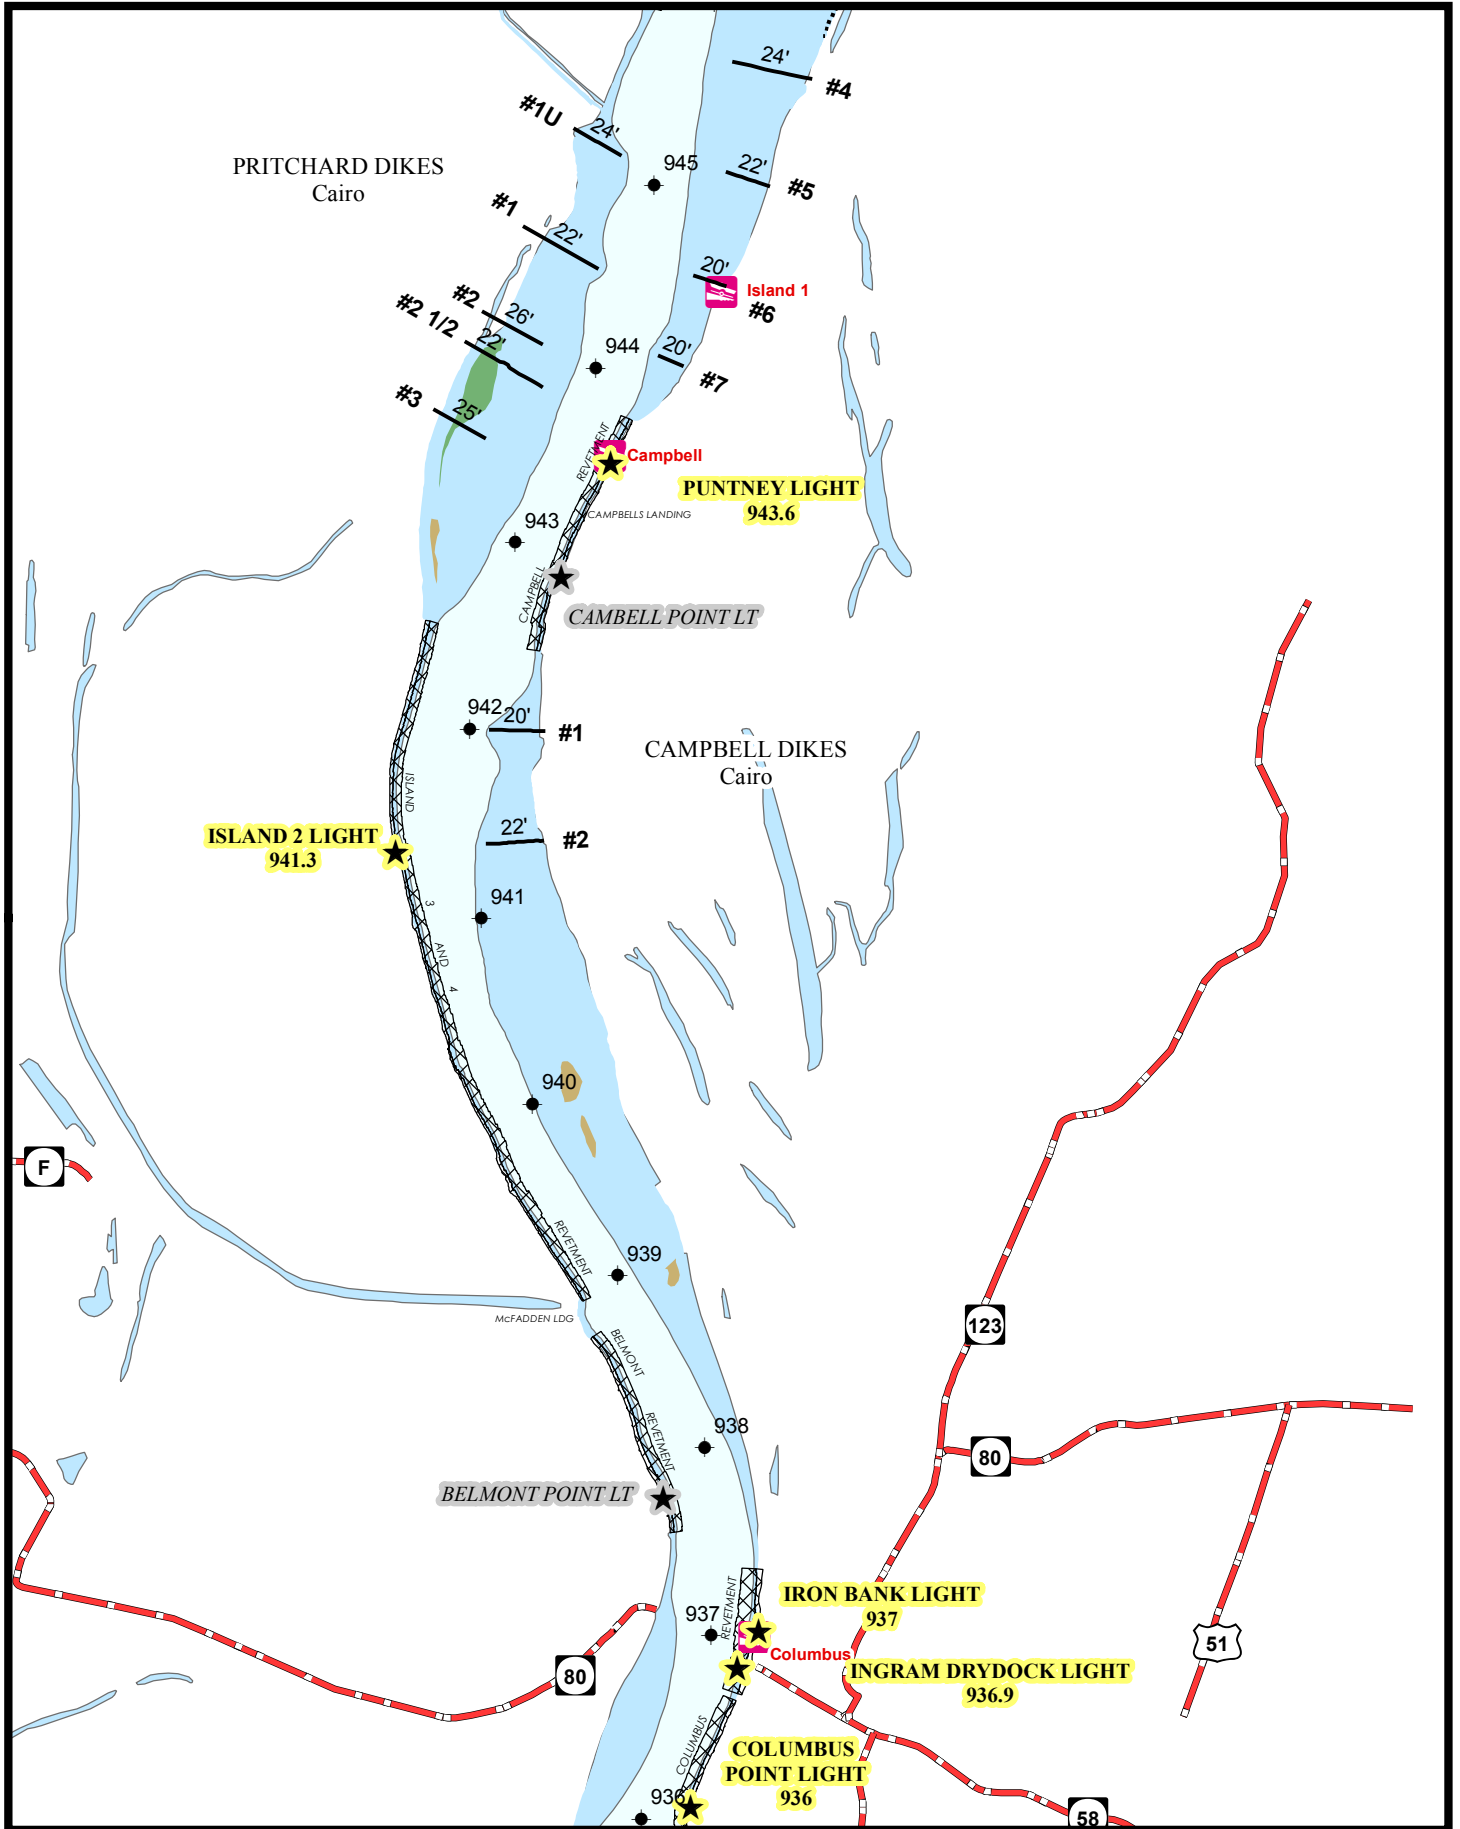 24'
#4
#1U
24'
PRITCHARD DIKES
Cairo
945
22'
#5
#1
22'
20'
Island 1
#6
#2
26'
#2 1/2
22'
944
20'
#7
#3
25'
REVETMENT
Campbell
PUNTNEY LIGHT
943.6
CAMPBELLS LANDING
943
CAMPBELL
CAMBELL POINT LT
942
20'
#1
CAMPBELL DIKES
Cairo
ISLAND
ISLAND 2 LIGHT
941.3
22'
#2
941
3
AND
4
940
F
REVETMENT
939
McFADDEN LDG
BELMONT
123
REVETMENT
938
80
BELMONT POINT LT
REVETMENT
IRON BANK LIGHT
937
937
Columbus
51
80
INGRAM DRYDOCK LIGHT
936.9
COLUMBUS
COLUMBUS
POINT LIGHT
936
936
58